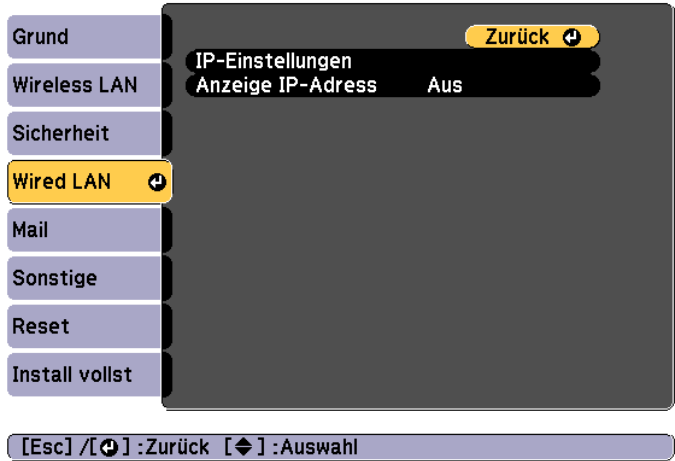 Grund
Wireless LAN
Sicherheit
Wired LAN
Mail
Sonstige
Reset
Install vollst
Zurück
IP-Einstellungen
Anzeige IP-Adress Aus
[Esc] /[⏎] :Zurück [◆] :Auswahl